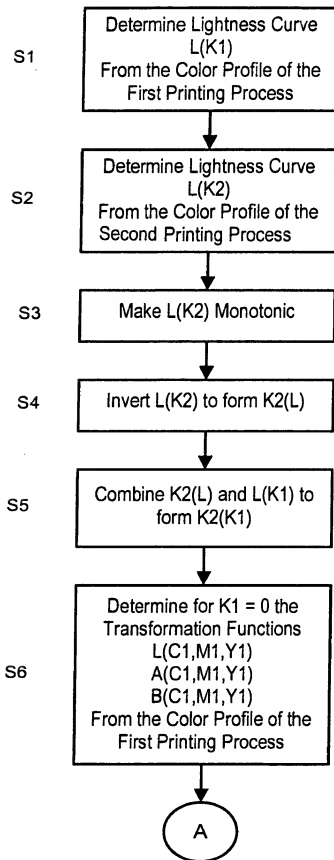 S1
Determine Lightness Curve
L(K1)
From the Color Profile of the
First Printing Process
S2
Determine Lightness Curve
L(K2)
From the Color Profile of the
Second Printing Process
S3
Make L(K2) Monotonic
S4
Invert L(K2) to form K2(L)
S5
Combine K2(L) and L(K1) to
form K2(K1)
S6
Determine for K1 = 0 the
Transformation Functions
L(C1,M1,Y1)
A(C1,M1,Y1)
B(C1,M1,Y1)
From the Color Profile of the
First Printing Process
A